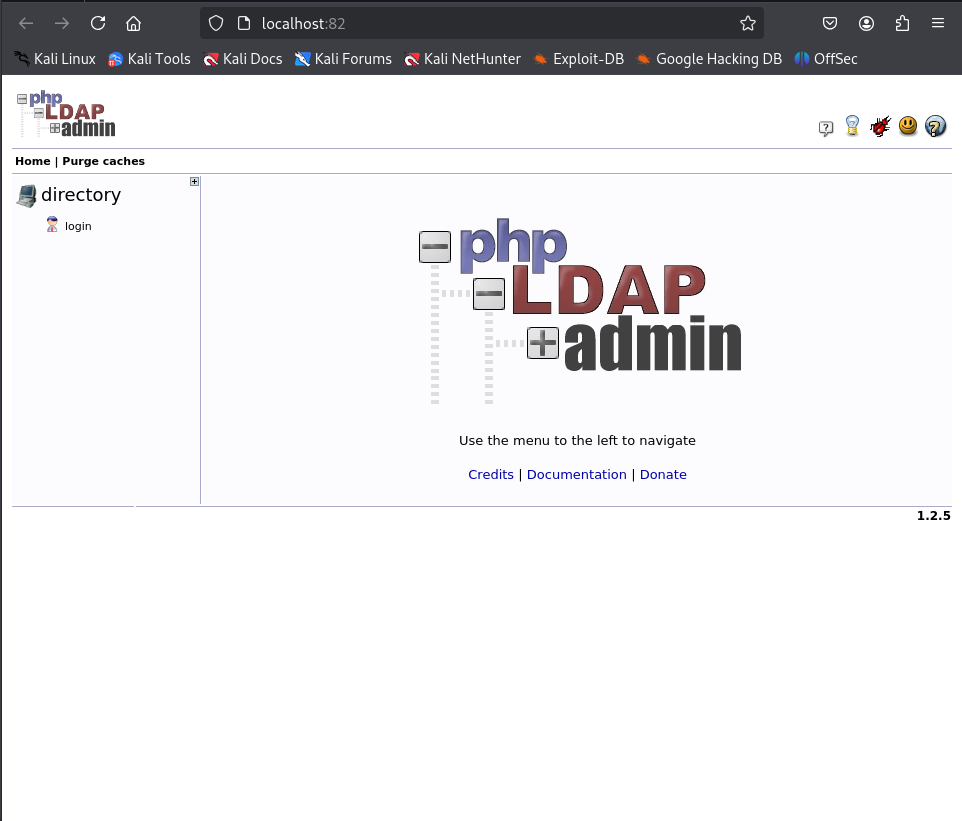 localhost:82
Kali Linux Kali Tools Kali Docs Kali Forums Kali NetHunter Exploit-DB Google Hacking DB OffSec
php
LDAP
admin
Home | Purge caches
directory
login
php
LDAP
admin
Use the menu to the left to navigate
Credits | Documentation | Donate
1.2.5